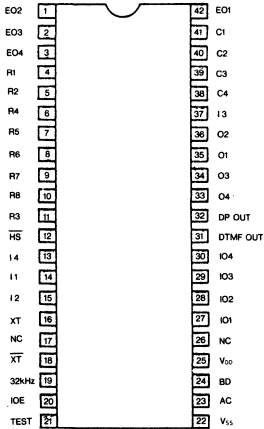 EO2 1 42 EO1
EO3 2 41 C1
EO4 3 40 C2
R1 4 39 C3
R2 5 38 C4
R4 6 37 I3
R5 7 36 O2
R6 8 35 O1
R7 9 34 O3
R8 10 33 O4
R3 11 32 DP OUT
HS 12 31 DTMF OUT
I4 13 30 IO4
I1 14 29 IO3
I2 15 28 IO2
XT 16 27 IO1
NC 17 26 NC
XT 18 25 VDD
32kHz 19 24 BD
IOE 20 23 AC
TEST 21 22 VSS